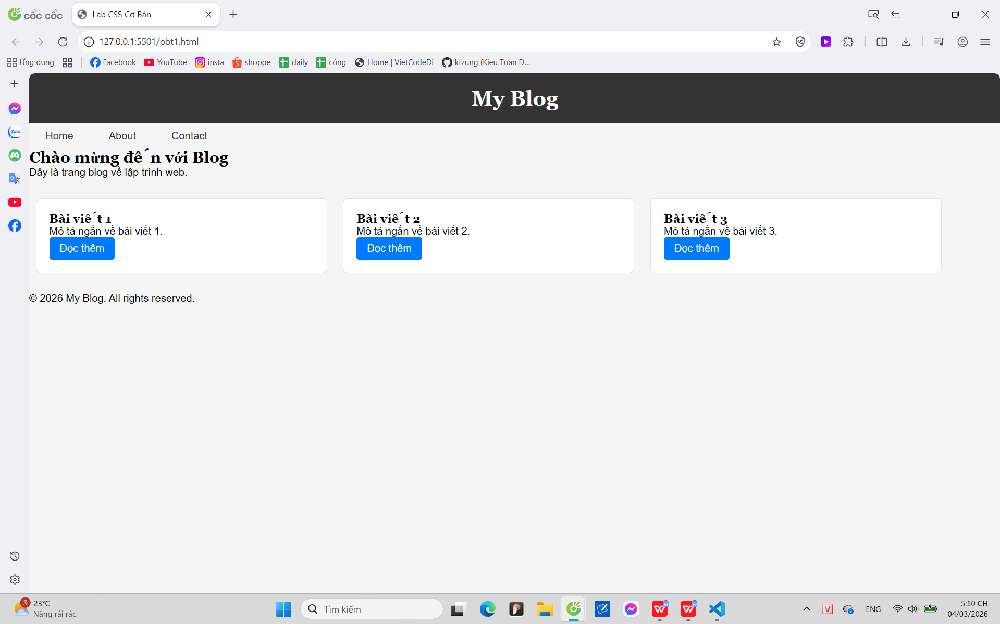 cốc cốc
Lab CSS Cơ Bản
127.0.0.1:5501/pbt1.html
Ứng dụng
Facebook
YouTube
insta
shoppe
daily
công
Home | VietCodeDi
ktzung (Kieu Tuan D...
Zalo
My Blog
Home About Contact
Chào mừng đến với Blog
Đây là trang blog về lập trình web.
Bài viết 1
Mô tả ngắn về bài viết 1.
Đọc thêm
Bài viết 2
Mô tả ngắn về bài viết 2.
Đọc thêm
Bài viết 3
Mô tả ngắn về bài viết 3.
Đọc thêm
© 2026 My Blog. All rights reserved.
3
23°C
Nắng rải rác
Tìm kiếm
ENG
5:10 CH
04/03/2026